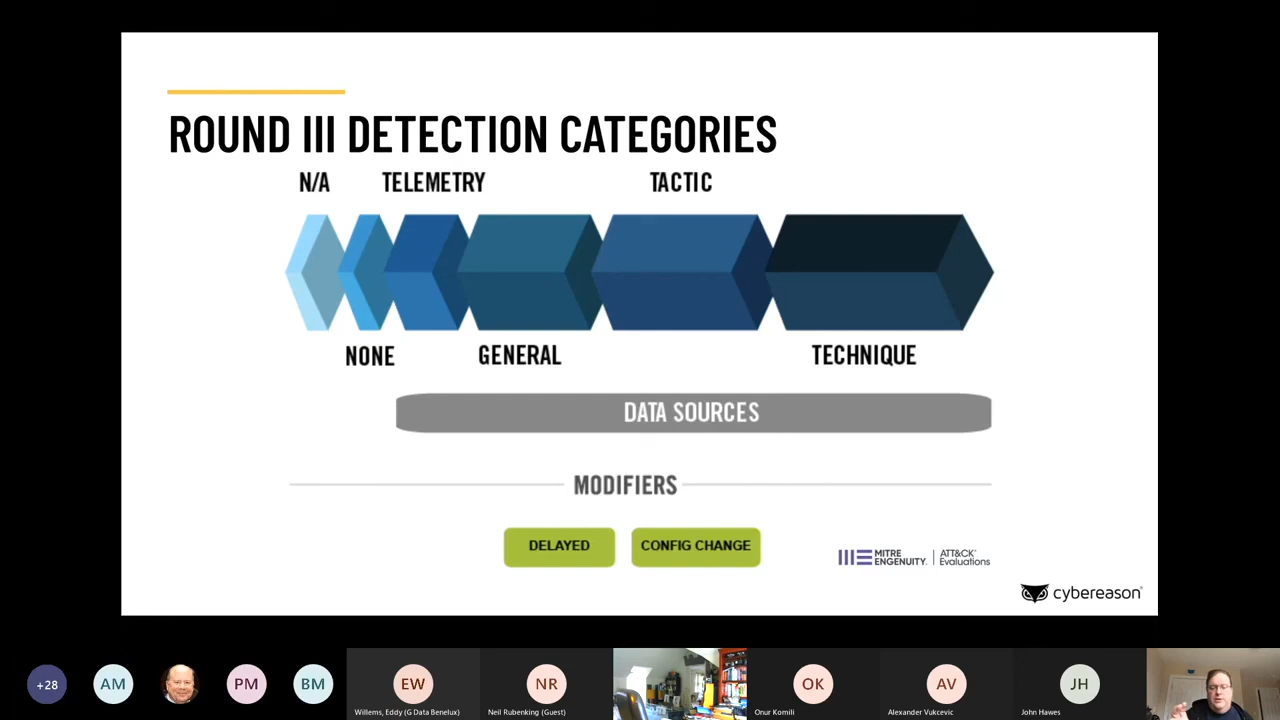 ROUND III DETECTION CATEGORIES
N/A
TELEMETRY
TACTIC
NONE
GENERAL
TECHNIQUE
DATA SOURCES
MODIFIERS
DELAYED
CONFIG CHANGE
MITRE
ENGENUITY.
ATT&CK®
Evaluations
cybereason®
+28
AM
PM
BM
EW
NR
OK
AV
JH
Willems, Eddy (G Data Benelux)
Neil Rubenking (Guest)
Onur Komili
Alexander Vukcevic
John Hawes